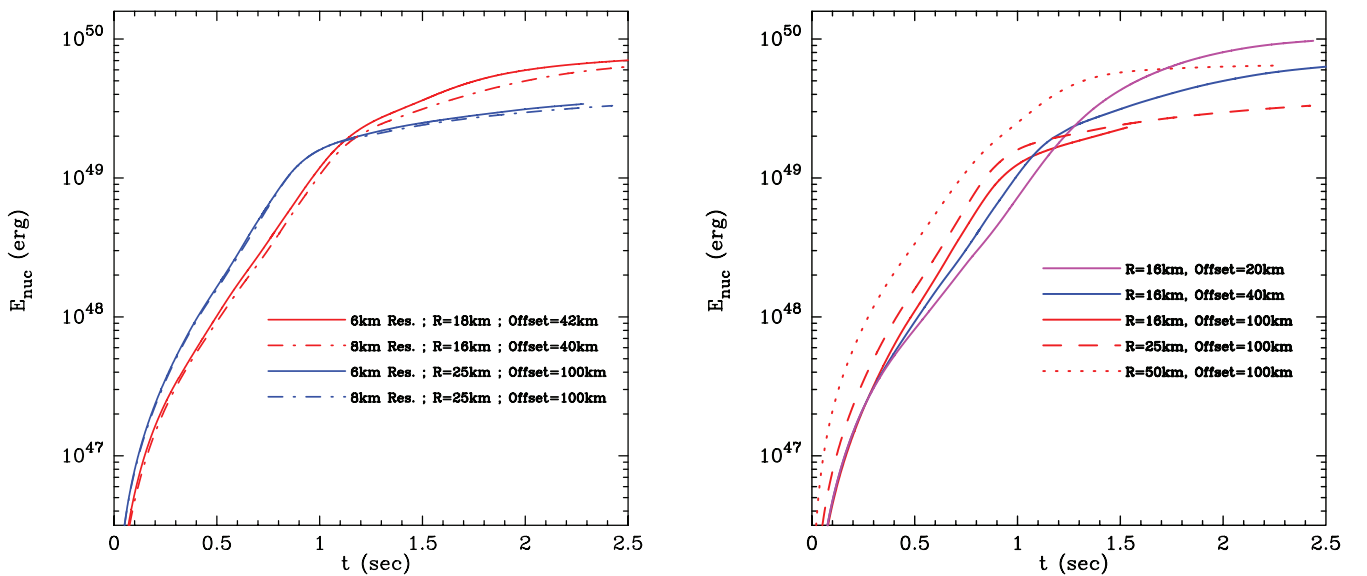 10^50
10^49
10^48
10^47
E_nuc (erg)
6km Res. ; R=18km ; Offset=42km
8km Res. ; R=16km ; Offset=40km
6km Res. ; R=25km ; Offset=100km
8km Res. ; R=25km ; Offset=100km
0 0.5 1 1.5 2 2.5
t (sec)
10^50
10^49
10^48
10^47
E_nuc (erg)
R=16km, Offset=20km
R=16km, Offset=40km
R=16km, Offset=100km
R=25km, Offset=100km
R=50km, Offset=100km
0 0.5 1 1.5 2 2.5
t (sec)